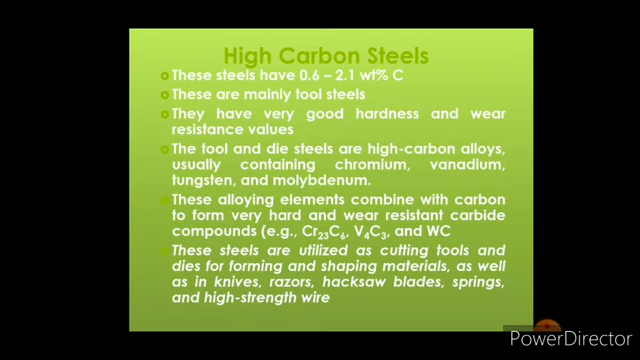 High Carbon Steels
These steels have 0.6 – 2.1 wt% C
These are mainly tool steels
They have very good hardness and wear
resistance values
The tool and die steels are high-carbon alloys,
usually containing chromium, vanadium,
tungsten, and molybdenum.
These alloying elements combine with carbon
to form very hard and wear resistant carbide
compounds (e.g., Cr₂₃C₆, V₄C₃, and WC
These steels are utilized as cutting tools and
dies for forming and shaping materials, as well
as in knives, razors, hacksaw blades, springs,
and high-strength wire
PowerDirector